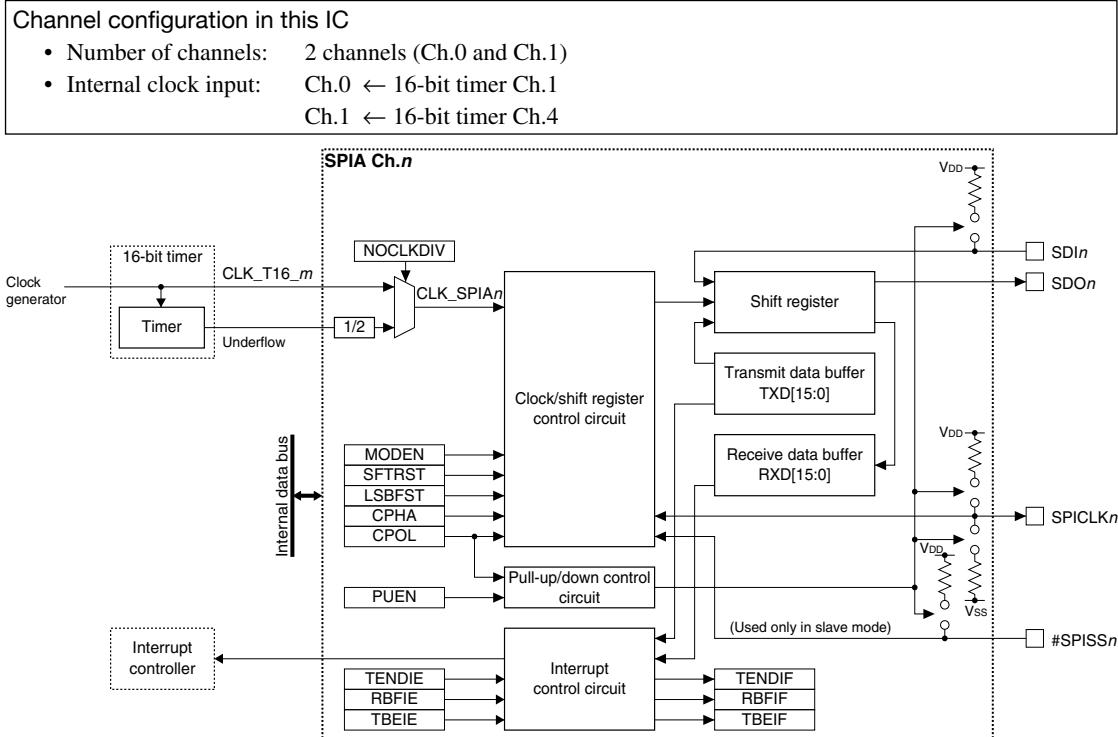 Channel configuration in this IC
• Number of channels: 2 channels (Ch.0 and Ch.1)
• Internal clock input: Ch.0 ← 16-bit timer Ch.1
Ch.1 ← 16-bit timer Ch.4
SPIA Ch.n
VDD
16-bit timer
NOCLKDIV
SDIn
Clock
generator
CLK_T16_m
CLK_SPIAn
SDOn
Shift register
Timer
1/2
Underflow
Transmit data buffer
TXD[15:0]
Clock/shift register
control circuit
VDD
Receive data buffer
RXD[15:0]
Internal data bus
MODEN
SFTRST
LSBFST
CPHA
SPICLKn
CPOL
VDD
Pull-up/down control
circuit
PUEN
VSS
(Used only in slave mode)
#SPISSn
Interrupt
controller
Interrupt
control circuit
TENDIE
TENDIF
RBFIE
RBFIF
TBEIE
TBEIF